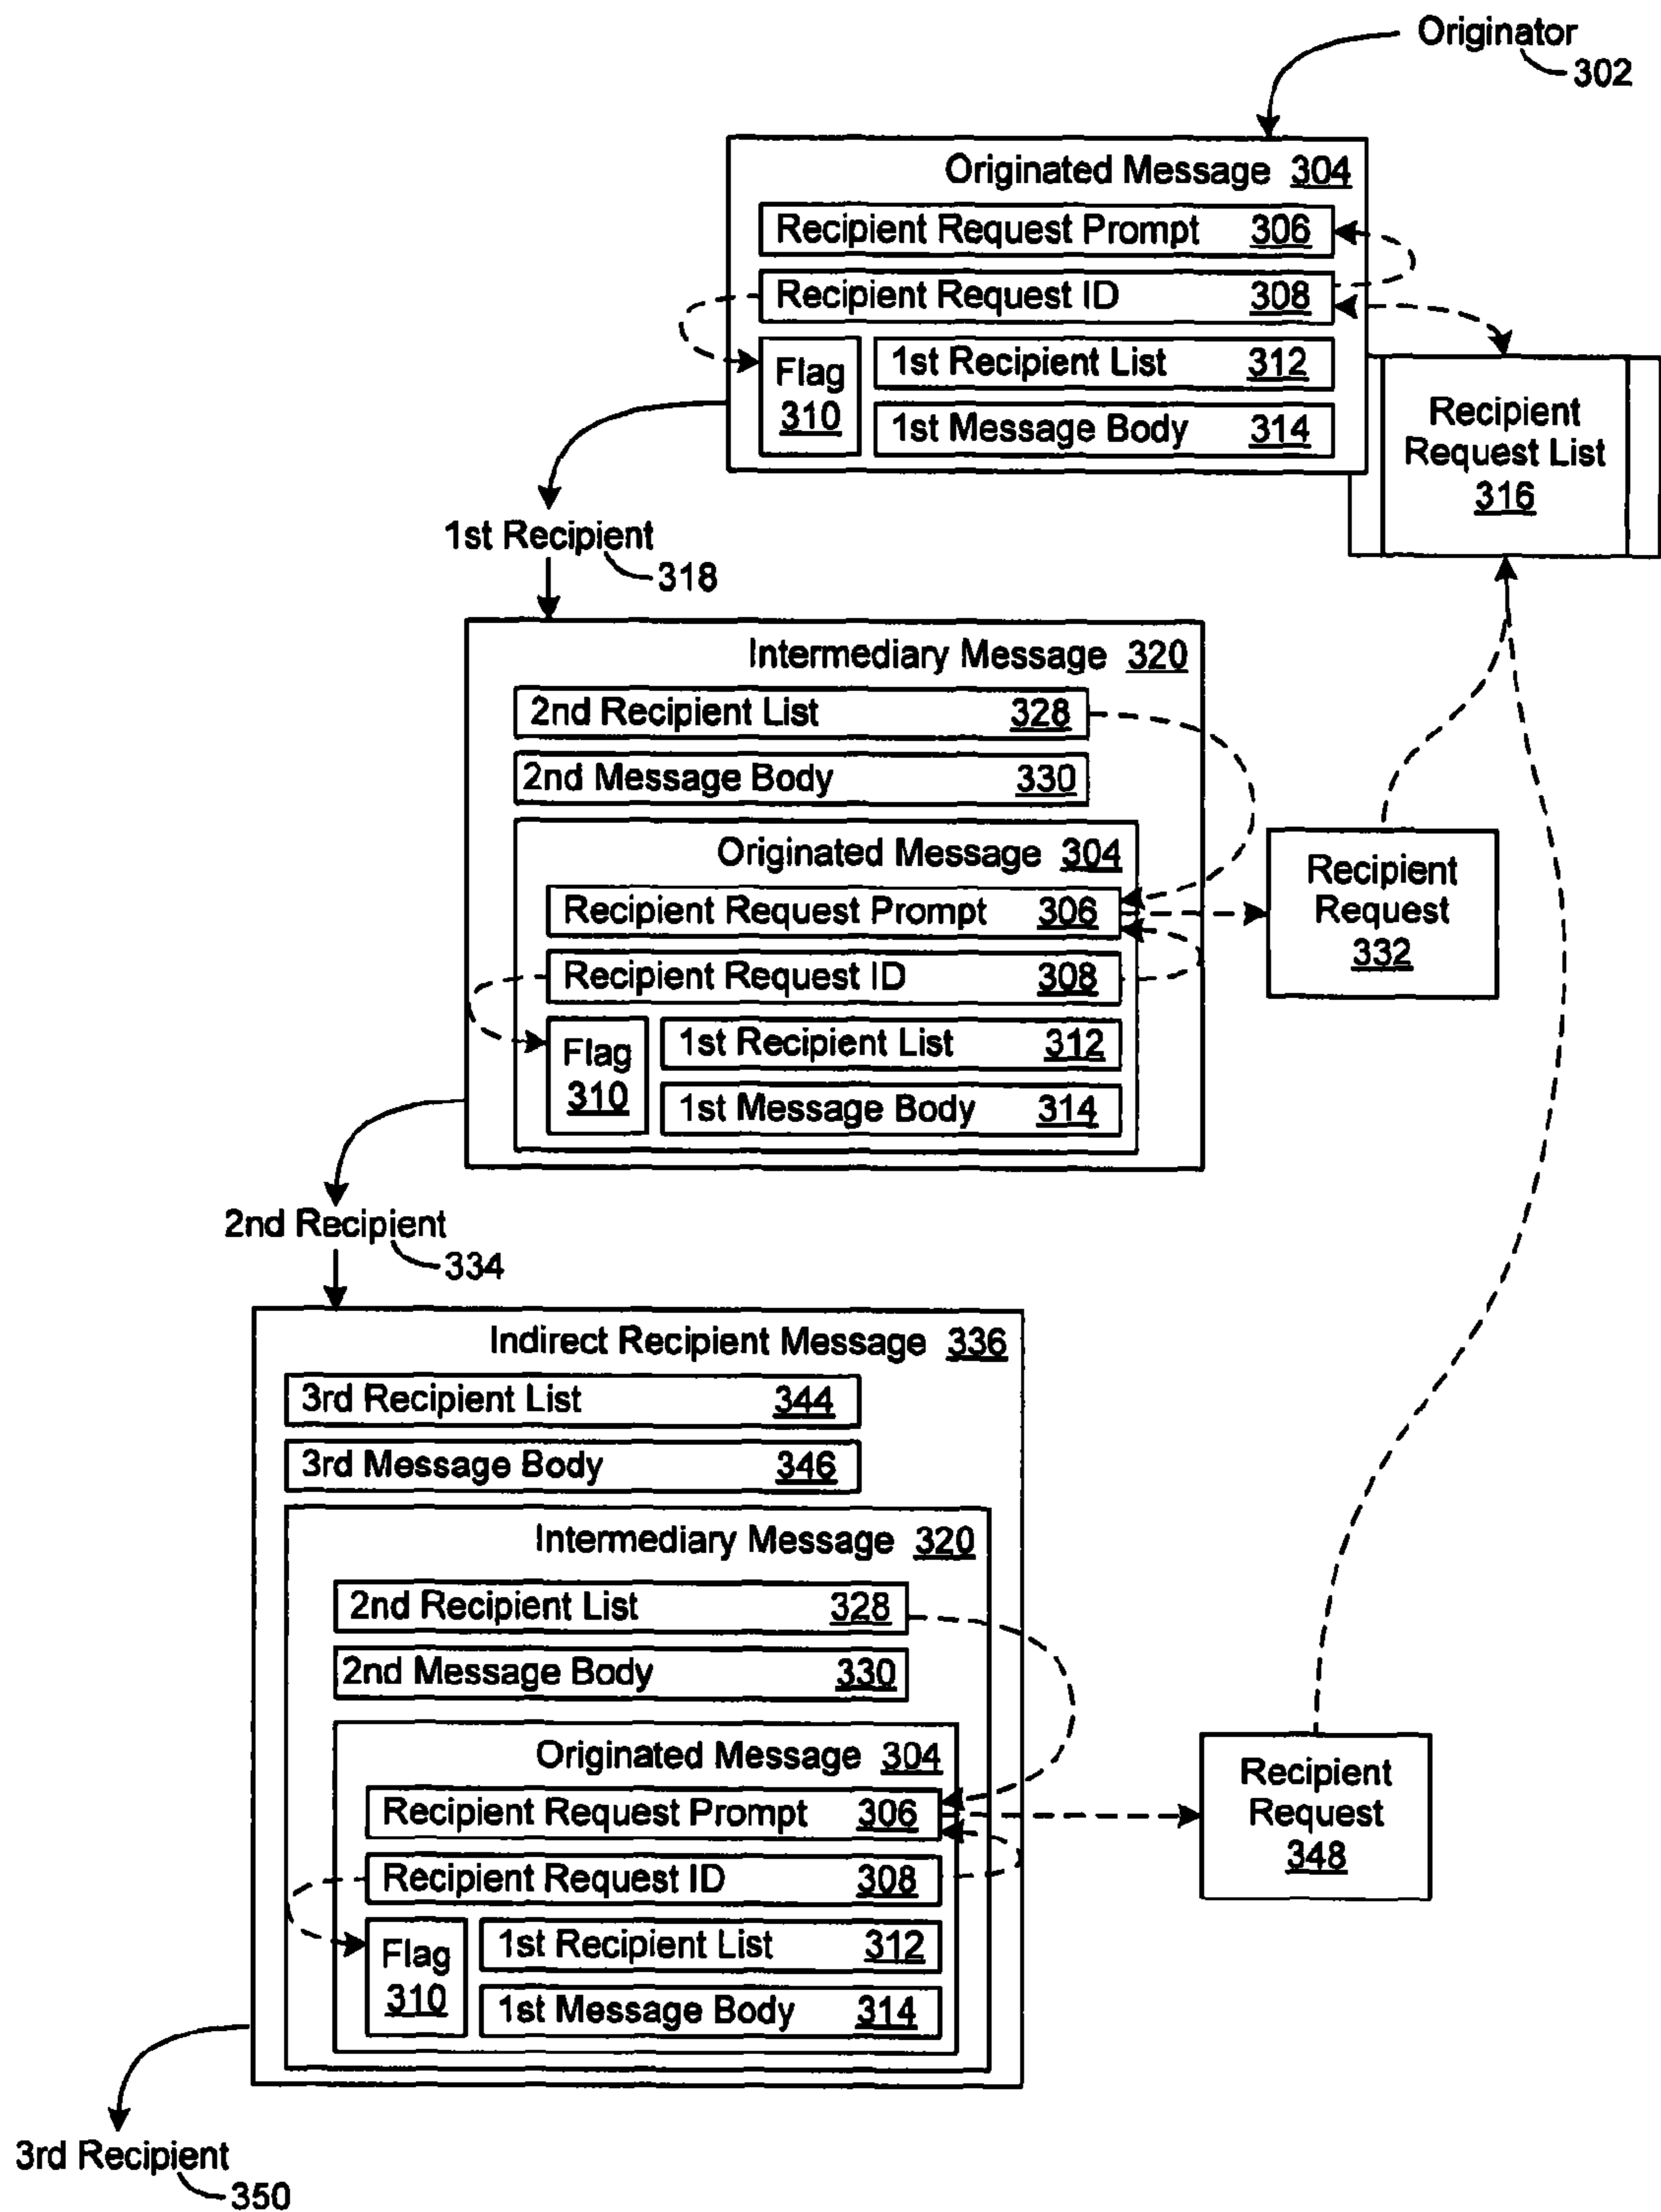 Originator
302
Originated Message 304
Recipient Request Prompt 306
Recipient Request ID 308
Flag
310
1st Recipient List 312
1st Message Body 314
Recipient
Request List
316
1st Recipient
318
Intermediary Message 320
2nd Recipient List 328
2nd Message Body 330
Originated Message 304
Recipient Request Prompt 306
Recipient Request ID 308
Flag
310
1st Recipient List 312
1st Message Body 314
Recipient
Request
332
2nd Recipient
334
Indirect Recipient Message 336
3rd Recipient List 344
3rd Message Body 346
Intermediary Message 320
2nd Recipient List 328
2nd Message Body 330
Originated Message 304
Recipient Request Prompt 306
Recipient Request ID 308
Flag
310
1st Recipient List 312
1st Message Body 314
Recipient
Request
348
3rd Recipient
350